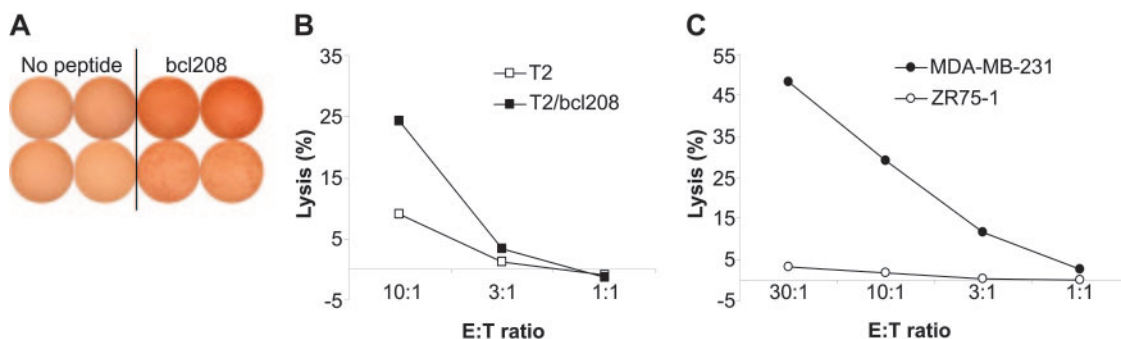 A
No peptide bcl208
B
35
25
15
5
-5
Lysis (%)
T2
T2/bcl208
10:1 3:1 1:1
E:T ratio
C
55
45
35
25
15
5
-5
Lysis (%)
MDA-MB-231
ZR75-1
30:1 10:1 3:1 1:1
E:T ratio